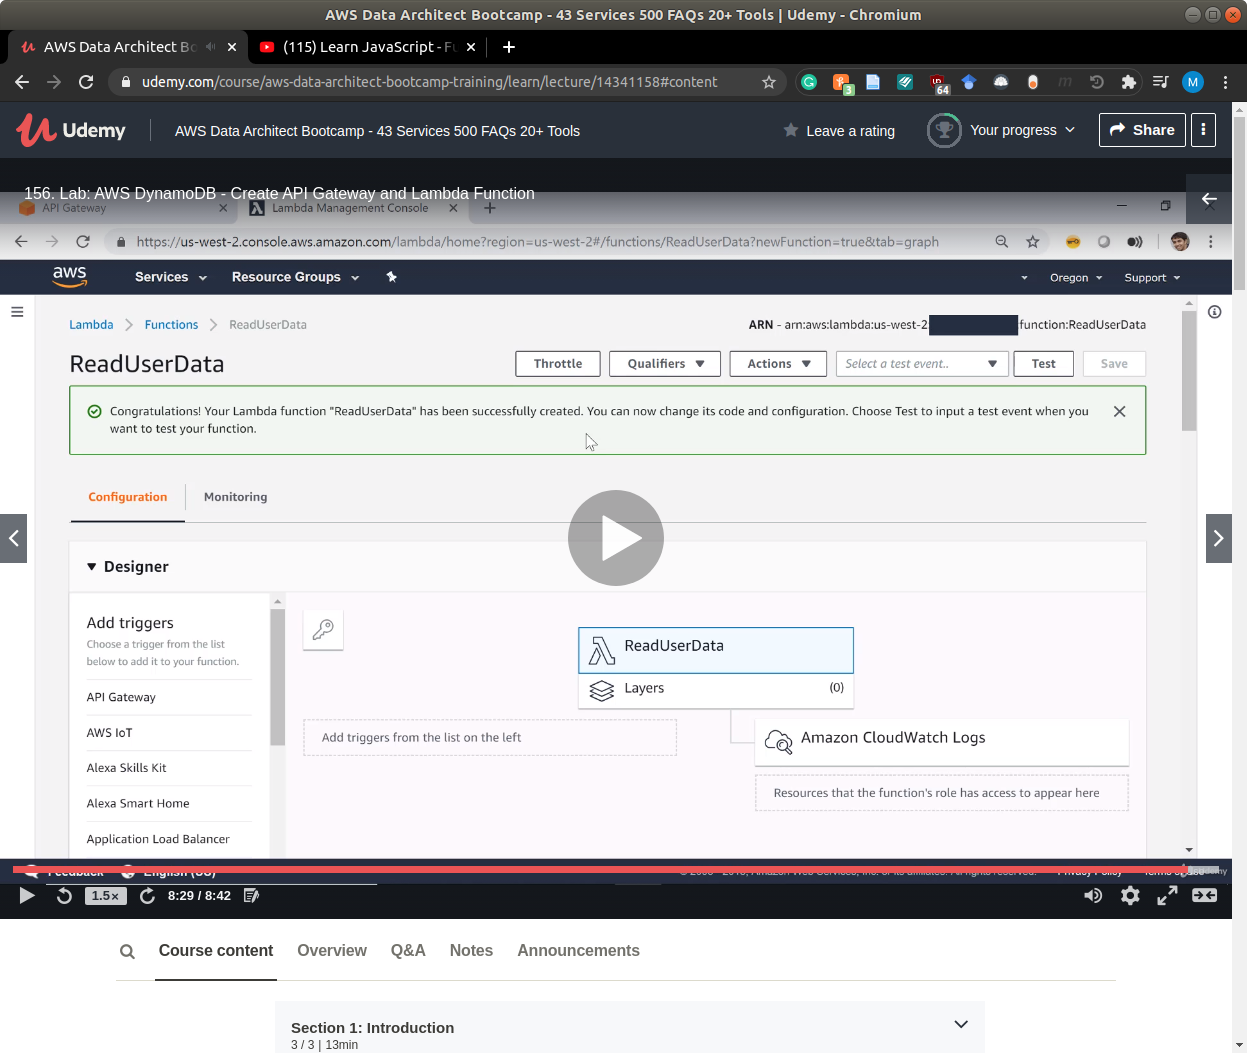 AWS Data Architect Bootcamp - 43 Services 500 FAQs 20+ Tools | Udemy - Chromium
AWS Data Architect Bo
(115) Learn JavaScript - Fu
udemy.com/course/aws-data-architect-bootcamp-training/learn/lecture/14341158#content
3
64
M
Udemy
AWS Data Architect Bootcamp - 43 Services 500 FAQs 20+ Tools
Leave a rating
Your progress
Share
156. Lab: AWS DynamoDB - Create API Gateway and Lambda Function
API Gateway
Lambda Management Console
https://us-west-2.console.aws.amazon.com/lambda/home?region=us-west-2#/functions/ReadUserData?newFunction=true&tab=graph
aws
Services
Resource Groups
Oregon
Support
Lambda
Functions
ReadUserData
ARN - arn:aws:lambda:us-west-2:
:function:ReadUserData
ReadUserData
Throttle
Qualifiers
Actions
Select a test event..
Test
Save
Congratulations! Your Lambda function "ReadUserData" has been successfully created. You can now change its code and configuration. Choose Test to input a test event when you
want to test your function.
Configuration
Monitoring
Designer
Add triggers
Choose a trigger from the list
below to add it to your function.
API Gateway
AWS IoT
Alexa Skills Kit
Alexa Smart Home
Application Load Balancer
ReadUserData
Layers
(0)
Add triggers from the list on the left
Amazon CloudWatch Logs
Resources that the function's role has access to appear here
Feedback
English (US)
Privacy Policy
1.5×
8:29 / 8:42
Course content
Overview
Q&A
Notes
Announcements
Section 1: Introduction
3 / 3 | 13min